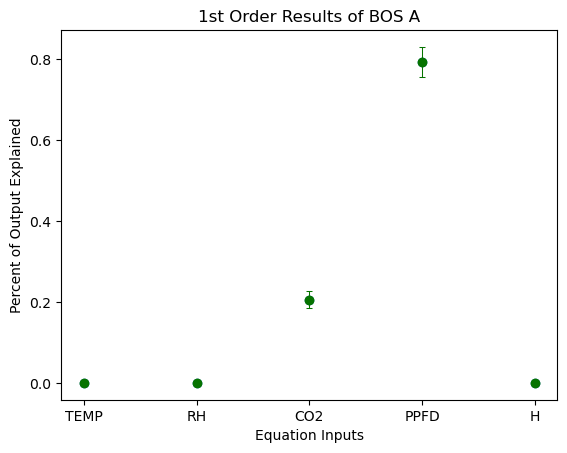 1st Order Results of BOS A
Percent of Output Explained
0.8
0.6
0.4
0.2
0.0
TEMP RH CO2 PPFD H
Equation Inputs